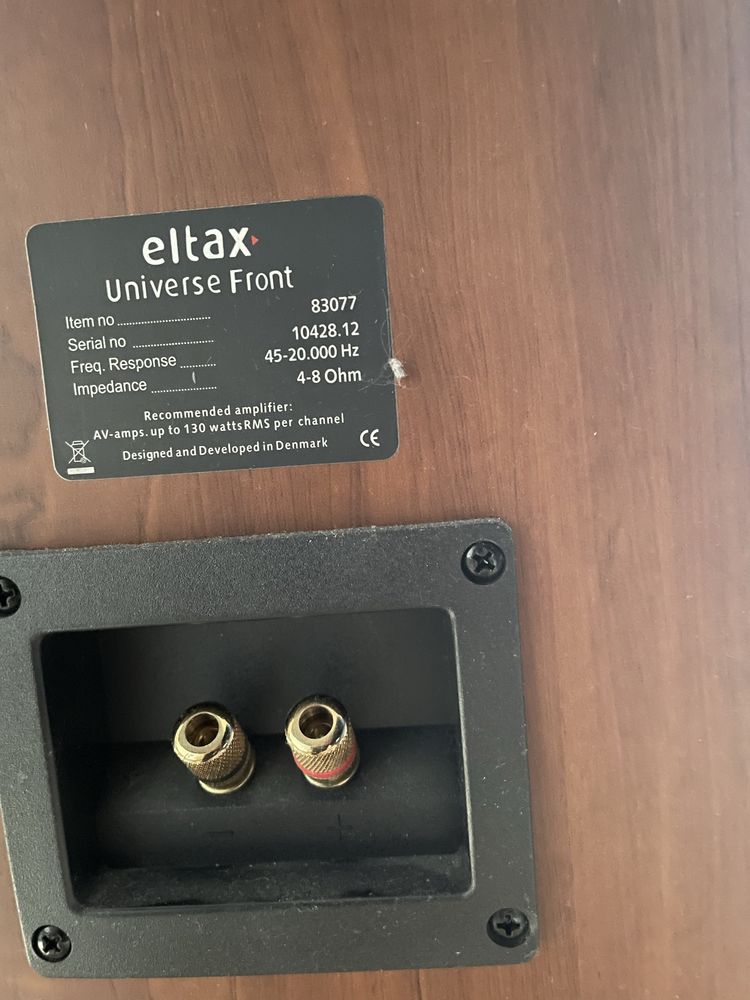 eltax
Universe Front
Item no .............................. 83077
Serial no .......................... 10428.12
Freq. Response ........... 45-20.000 Hz
Impedance .................... 4-8 Ohm
Recommended amplifier:
AV-amps. up to 130 wattsRMS per channel
Designed and Developed in Denmark
CE
- +